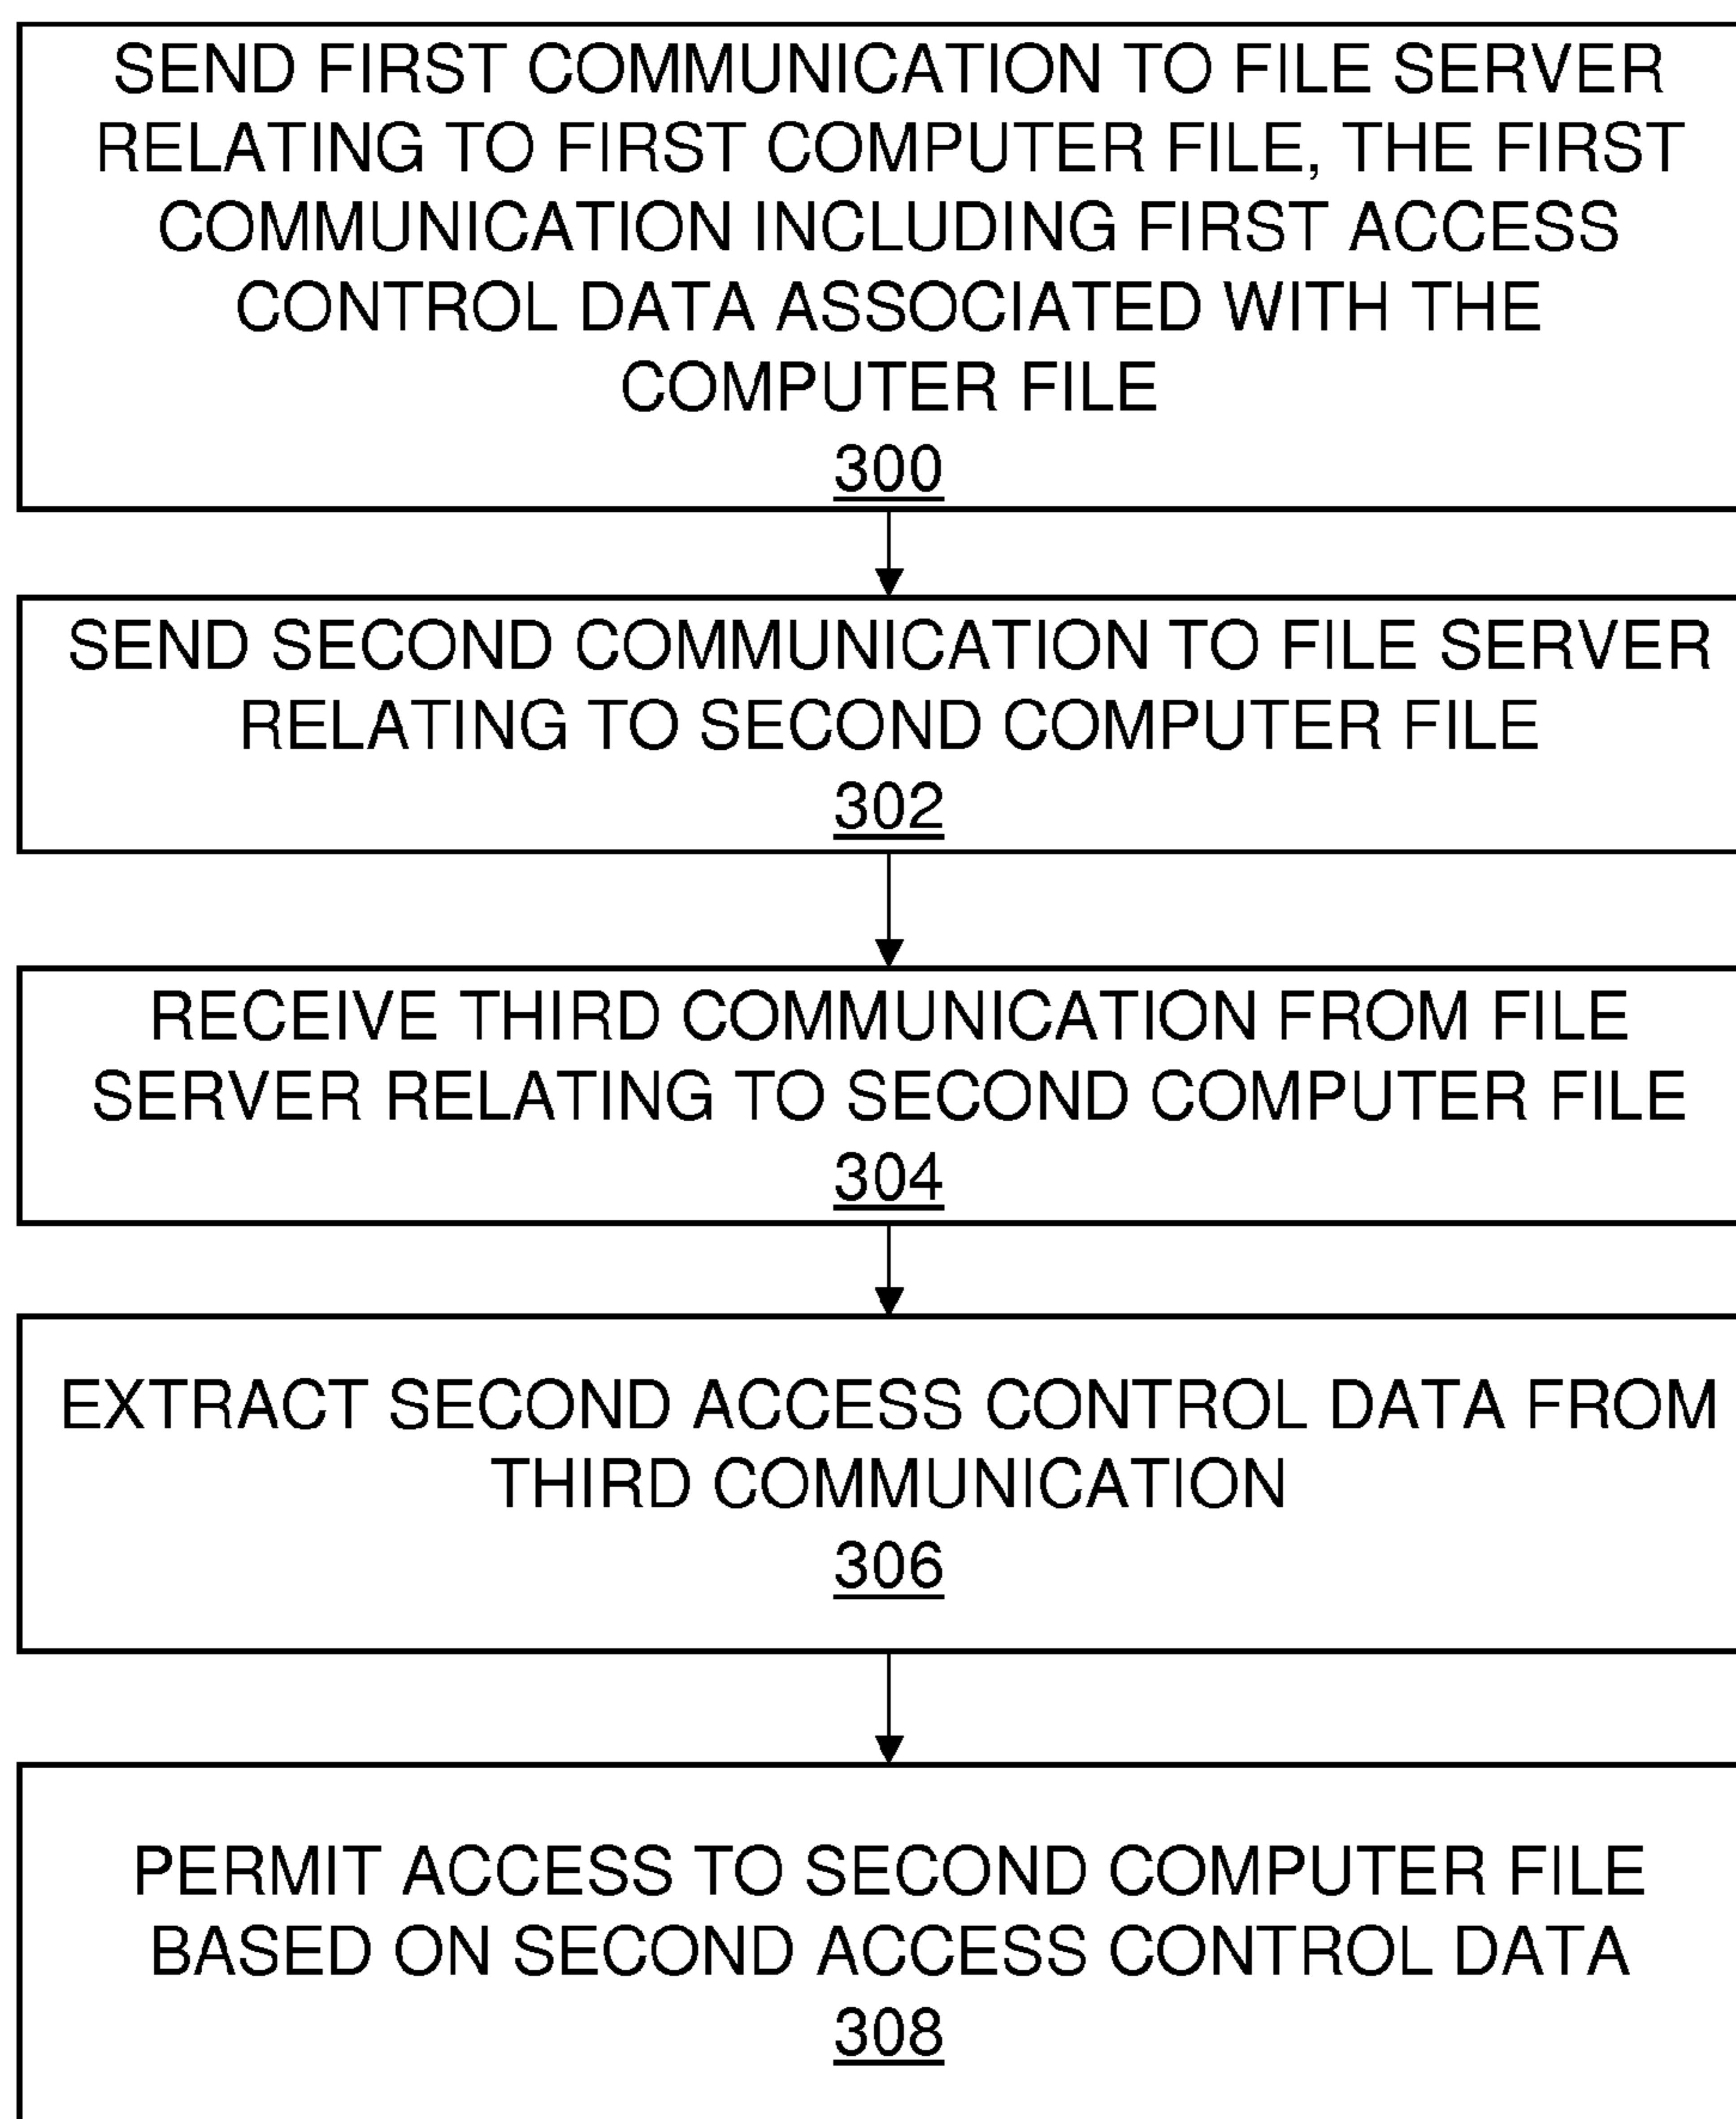 SEND FIRST COMMUNICATION TO FILE SERVER
RELATING TO FIRST COMPUTER FILE, THE FIRST
COMMUNICATION INCLUDING FIRST ACCESS
CONTROL DATA ASSOCIATED WITH THE
COMPUTER FILE
300
SEND SECOND COMMUNICATION TO FILE SERVER
RELATING TO SECOND COMPUTER FILE
302
RECEIVE THIRD COMMUNICATION FROM FILE
SERVER RELATING TO SECOND COMPUTER FILE
304
EXTRACT SECOND ACCESS CONTROL DATA FROM
THIRD COMMUNICATION
306
PERMIT ACCESS TO SECOND COMPUTER FILE
BASED ON SECOND ACCESS CONTROL DATA
308